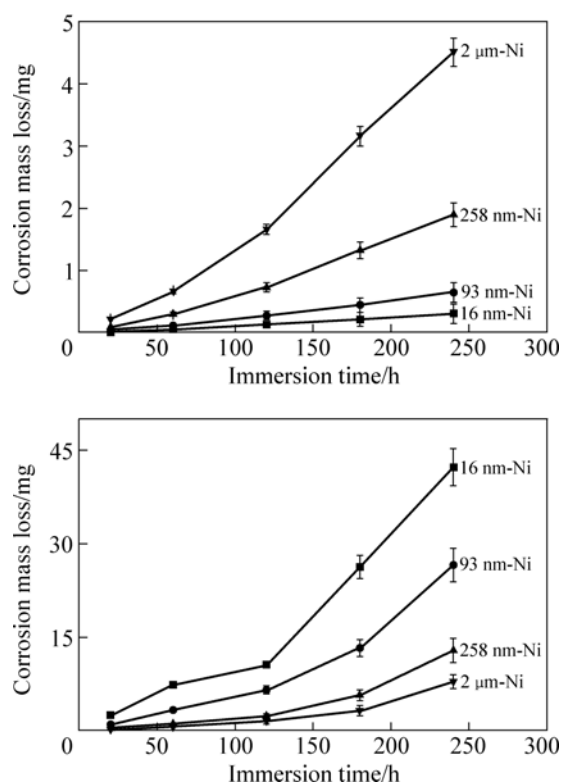 5
4
3
2
1
0
Corrosion mass loss/mg
2 μm-Ni
258 nm-Ni
93 nm-Ni
16 nm-Ni
50 100 150 200 250 300
Immersion time/h
45
30
15
0
Corrosion mass loss/mg
16 nm-Ni
93 nm-Ni
258 nm-Ni
2 μm-Ni
50 100 150 200 250 300
Immersion time/h